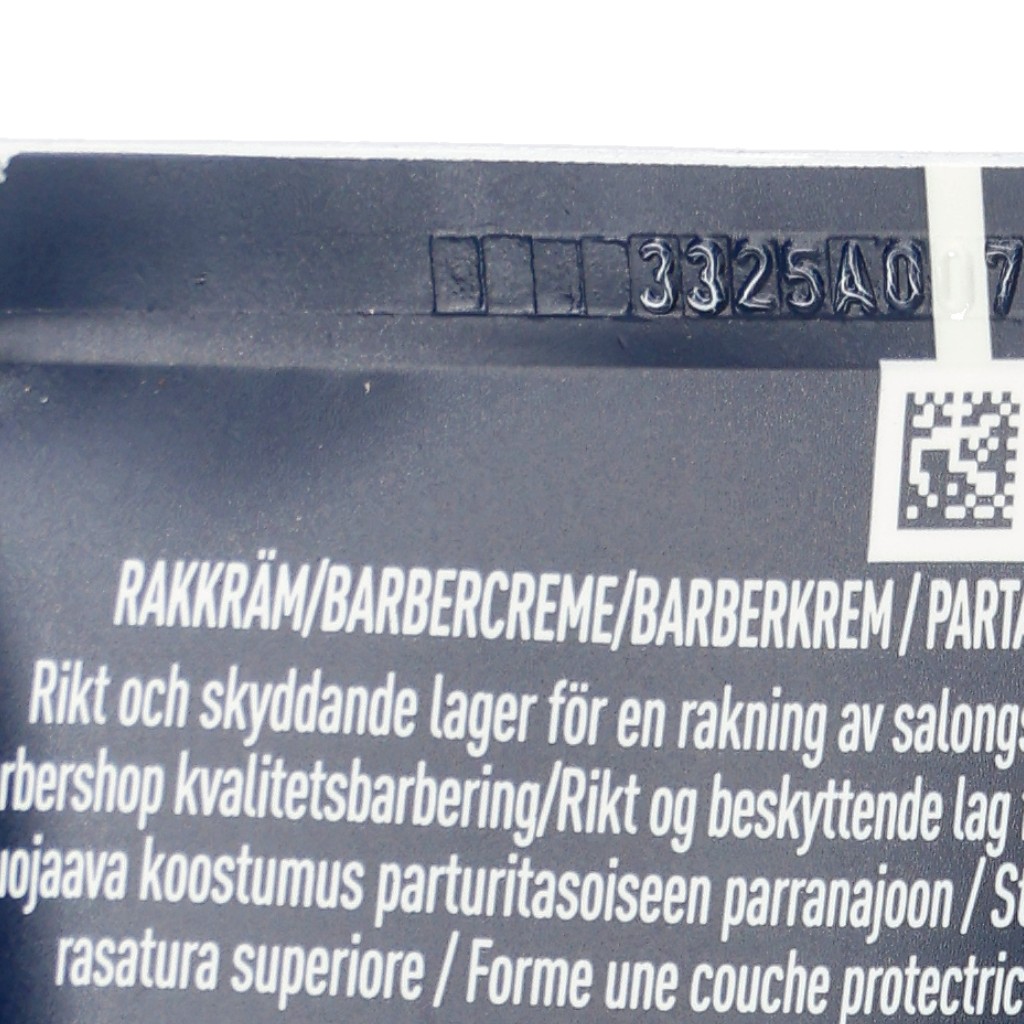 3325A007
RAKKRÄM/BARBERCREME/BARBERKREM / PARTA
Rikt och skyddande lager för en rakning av salongs
rbershop kvalitetsbarbering/Rikt og beskyttende lag
uojaava koostumus parturitasoiseen parranajoon / St
rasatura superiore / Forme une couche protectric